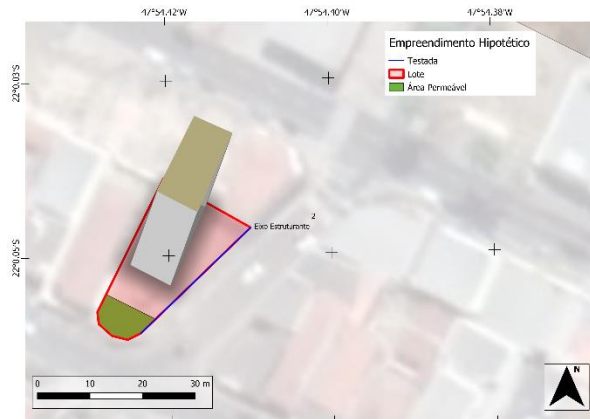 47°54.42'W 47°54.40'W 47°54.38'W
Empreendimento Hipotético
Testada
Lote
Área Permeável
22°0.03'S
2
Eixo Estruturante
22°0.05'S
N
0 10 20 30 m